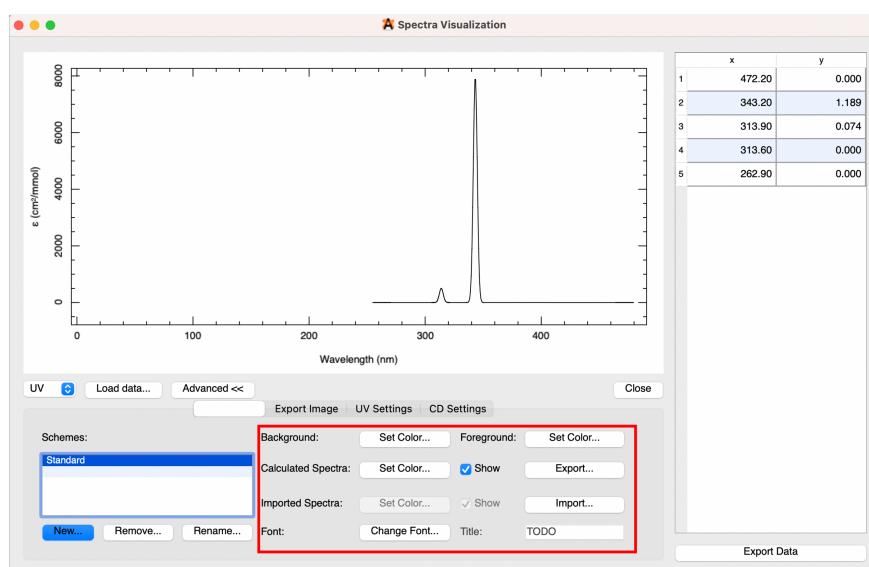 Spectra Visualization
8000
6000
4000
2000
0
ε (cm²/mmol)
0 100 200 300 400
Wavelength (nm)
x y
1 472.20 0.000
2 343.20 1.189
3 313.90 0.074
4 313.60 0.000
5 262.90 0.000
UV Load data... Advanced << Close
Export Image UV Settings CD Settings
Schemes: Background: Set Color... Foreground: Set Color...
Standard
Calculated Spectra: Set Color... Show Export...
Imported Spectra: Set Color... Show Import...
New... Remove... Rename... Font: Change Font... Title: TODO
Export Data